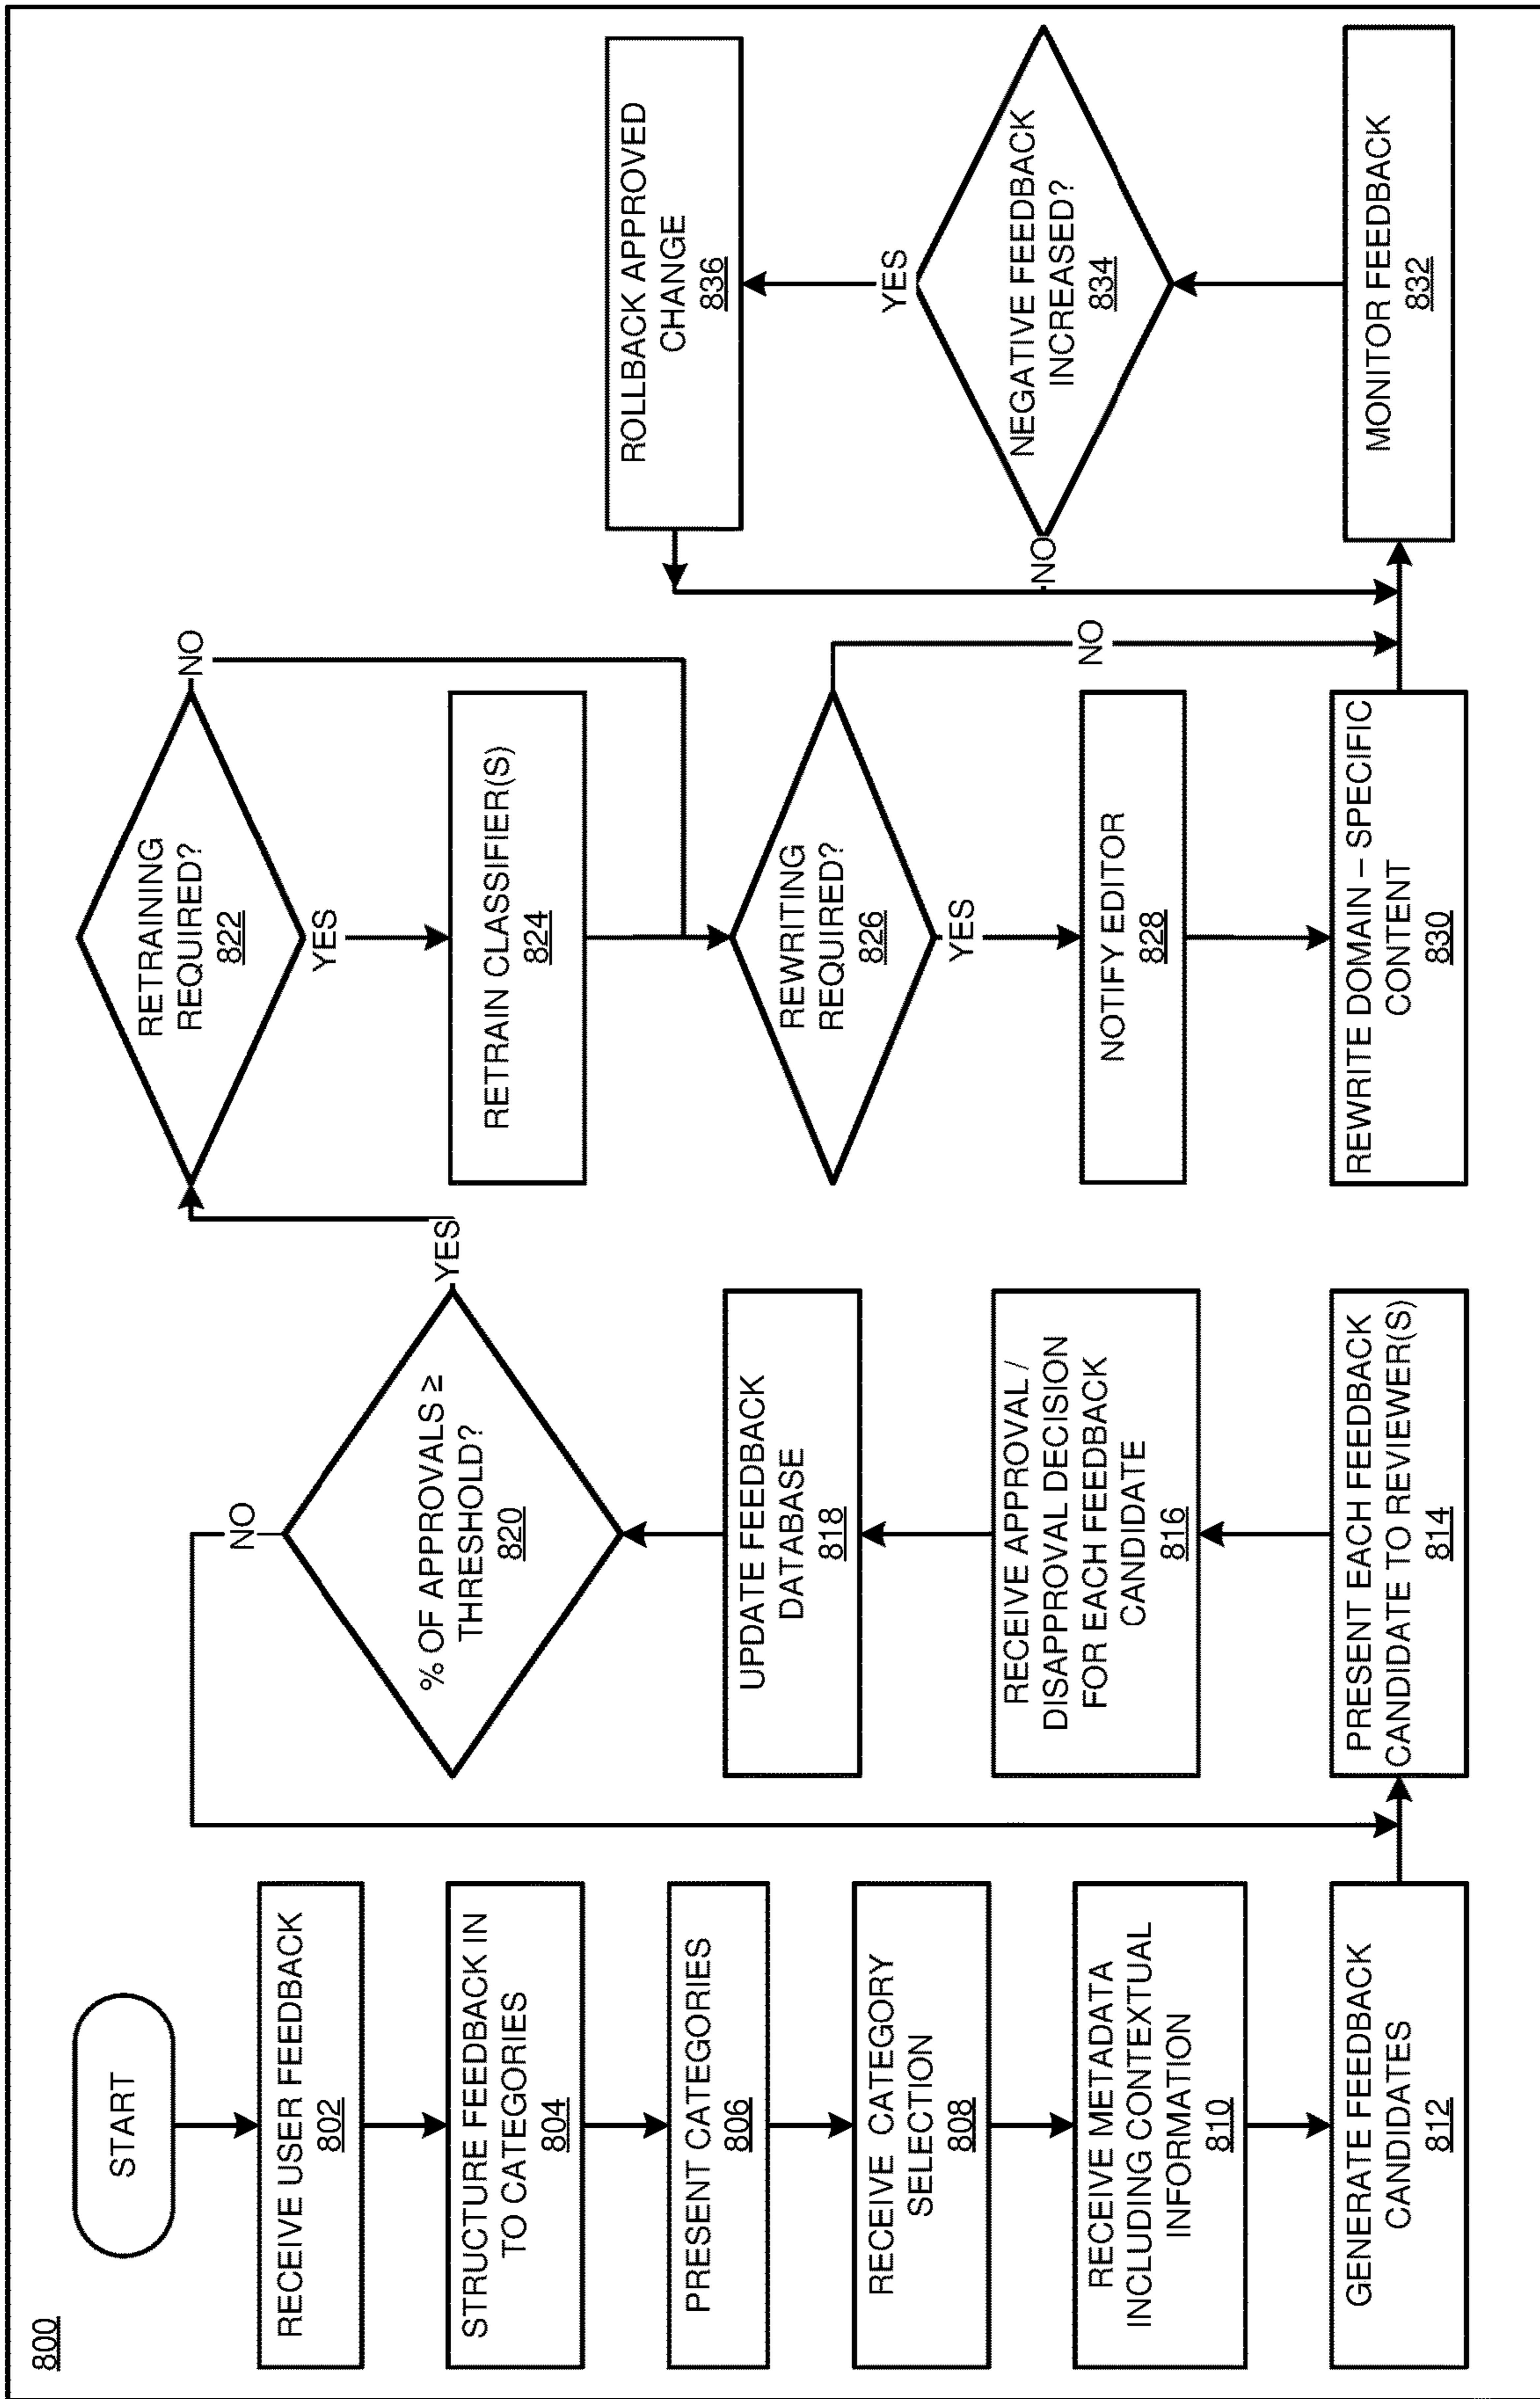 800
START
RECEIVE USER FEEDBACK
802
STRUCTURE FEEDBACK IN
TO CATEGORIES
804
PRESENT CATEGORIES
806
RECEIVE CATEGORY
SELECTION
808
RECEIVE METADATA
INCLUDING CONTEXTUAL
INFORMATION
810
GENERATE FEEDBACK
CANDIDATES
812
PRESENT EACH FEEDBACK
CANDIDATE TO REVIEWER(S)
814
RECEIVE APPROVAL /
DISAPPROVAL DECISION
FOR EACH FEEDBACK
CANDIDATE
816
UPDATE FEEDBACK
DATABASE
818
% OF APPROVALS ≥
THRESHOLD?
820
NO
YES
RETRAINING
REQUIRED?
822
NO
YES
RETRAIN CLASSIFIER(S)
824
REWRITING
REQUIRED?
826
NO
YES
NOTIFY EDITOR
828
REWRITE DOMAIN – SPECIFIC
CONTENT
830
MONITOR FEEDBACK
832
NEGATIVE FEEDBACK
INCREASED?
834
NO
YES
ROLLBACK APPROVED
CHANGE
836